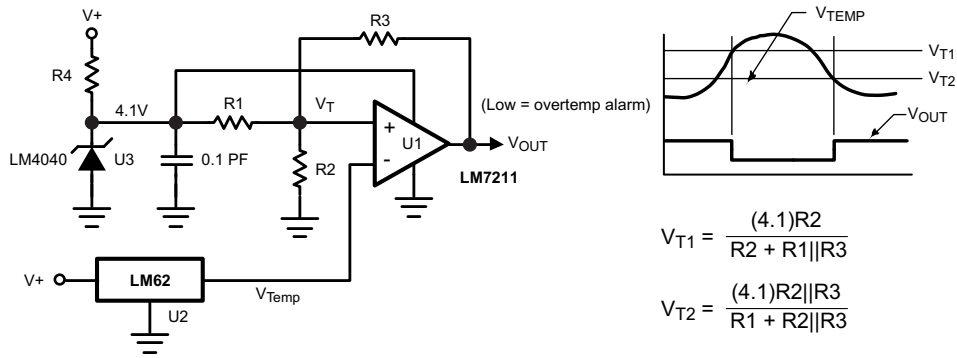 V+
R3
R4
4.1V
R1
VT
(Low = overtemp alarm)
+
U1
-
VOUT
LM4040
U3
0.1 PF
R2
LM7211
V+
LM62
VTemp
U2
VTEMP
VT1
VT2
VOUT
VT1 = (4.1)R2
R2 + R1||R3
VT2 = (4.1)R2||R3
R1 + R2||R3